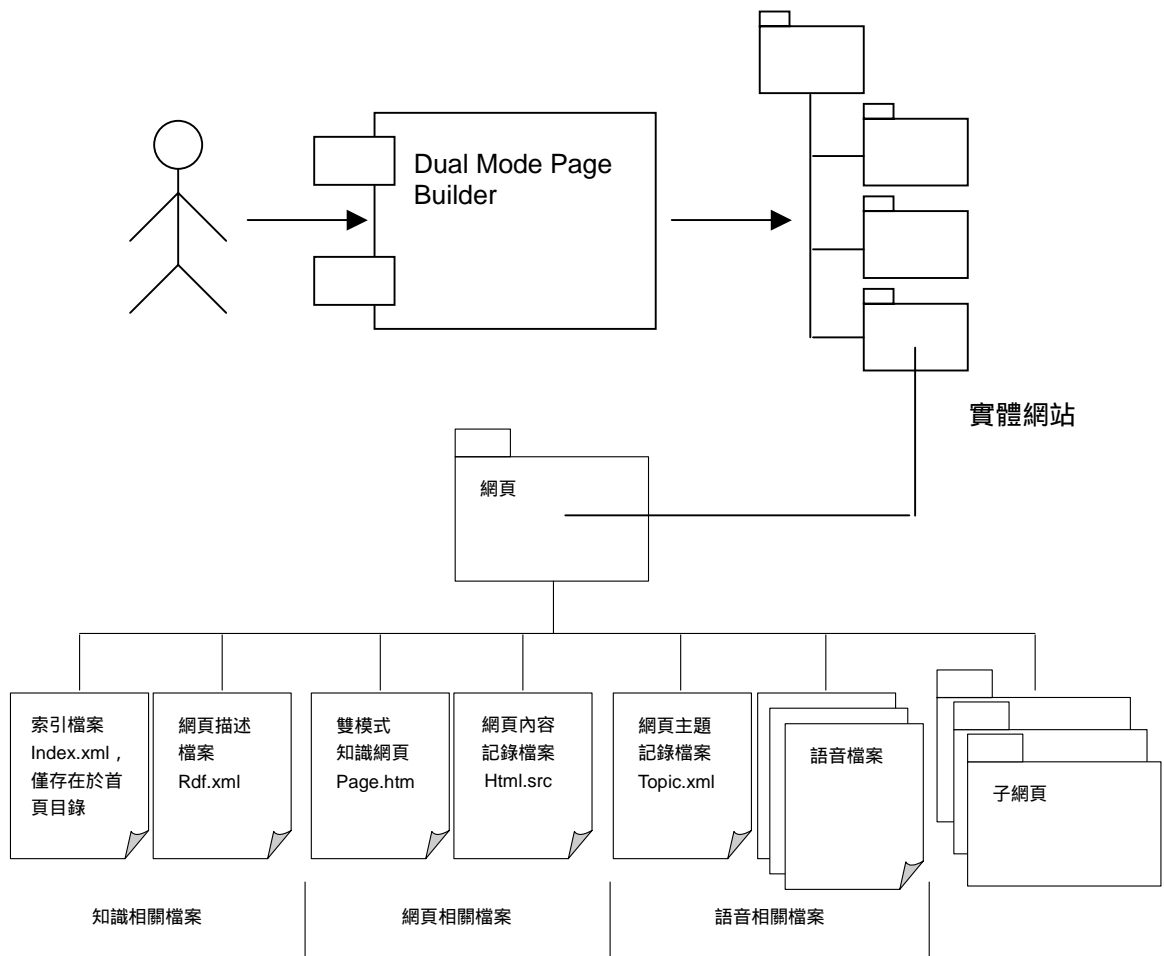 Dual Mode Page
Builder
實體網站
網頁
索引檔案
Index.xml，
僅存在於首
頁目錄
網頁描述
檔案
Rdf.xml
雙模式
知識網頁
Page.htm
網頁內容
記錄檔案
Html.src
網頁主題
記錄檔案
Topic.xml
語音檔案
子網頁
知識相關檔案
網頁相關檔案
語音相關檔案